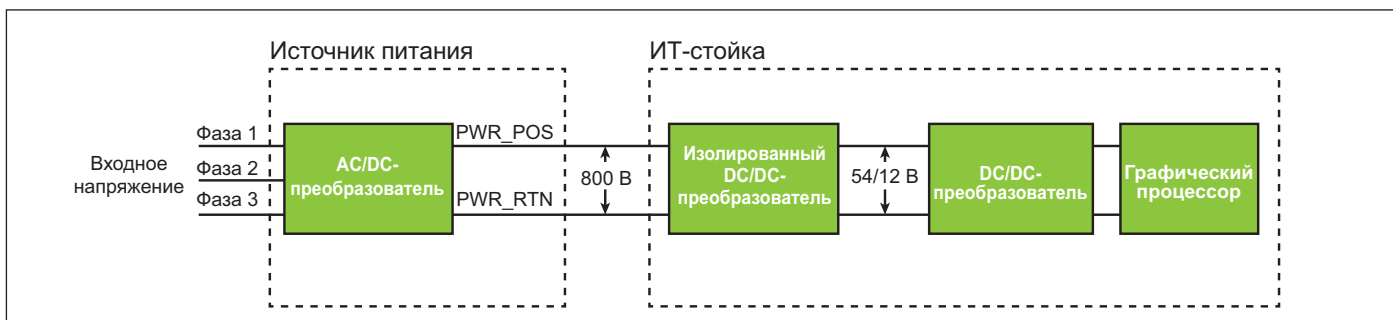 Источник питания
ИТ-стойка
Входное
напряжение
Фаза 1
Фаза 2
Фаза 3
AC/DC-
преобразователь
PWR_POS
PWR_RTN
800 В
Изолированный
DC/DC-
преобразователь
54/12 В
DC/DC-
преобразователь
Графический
процессор